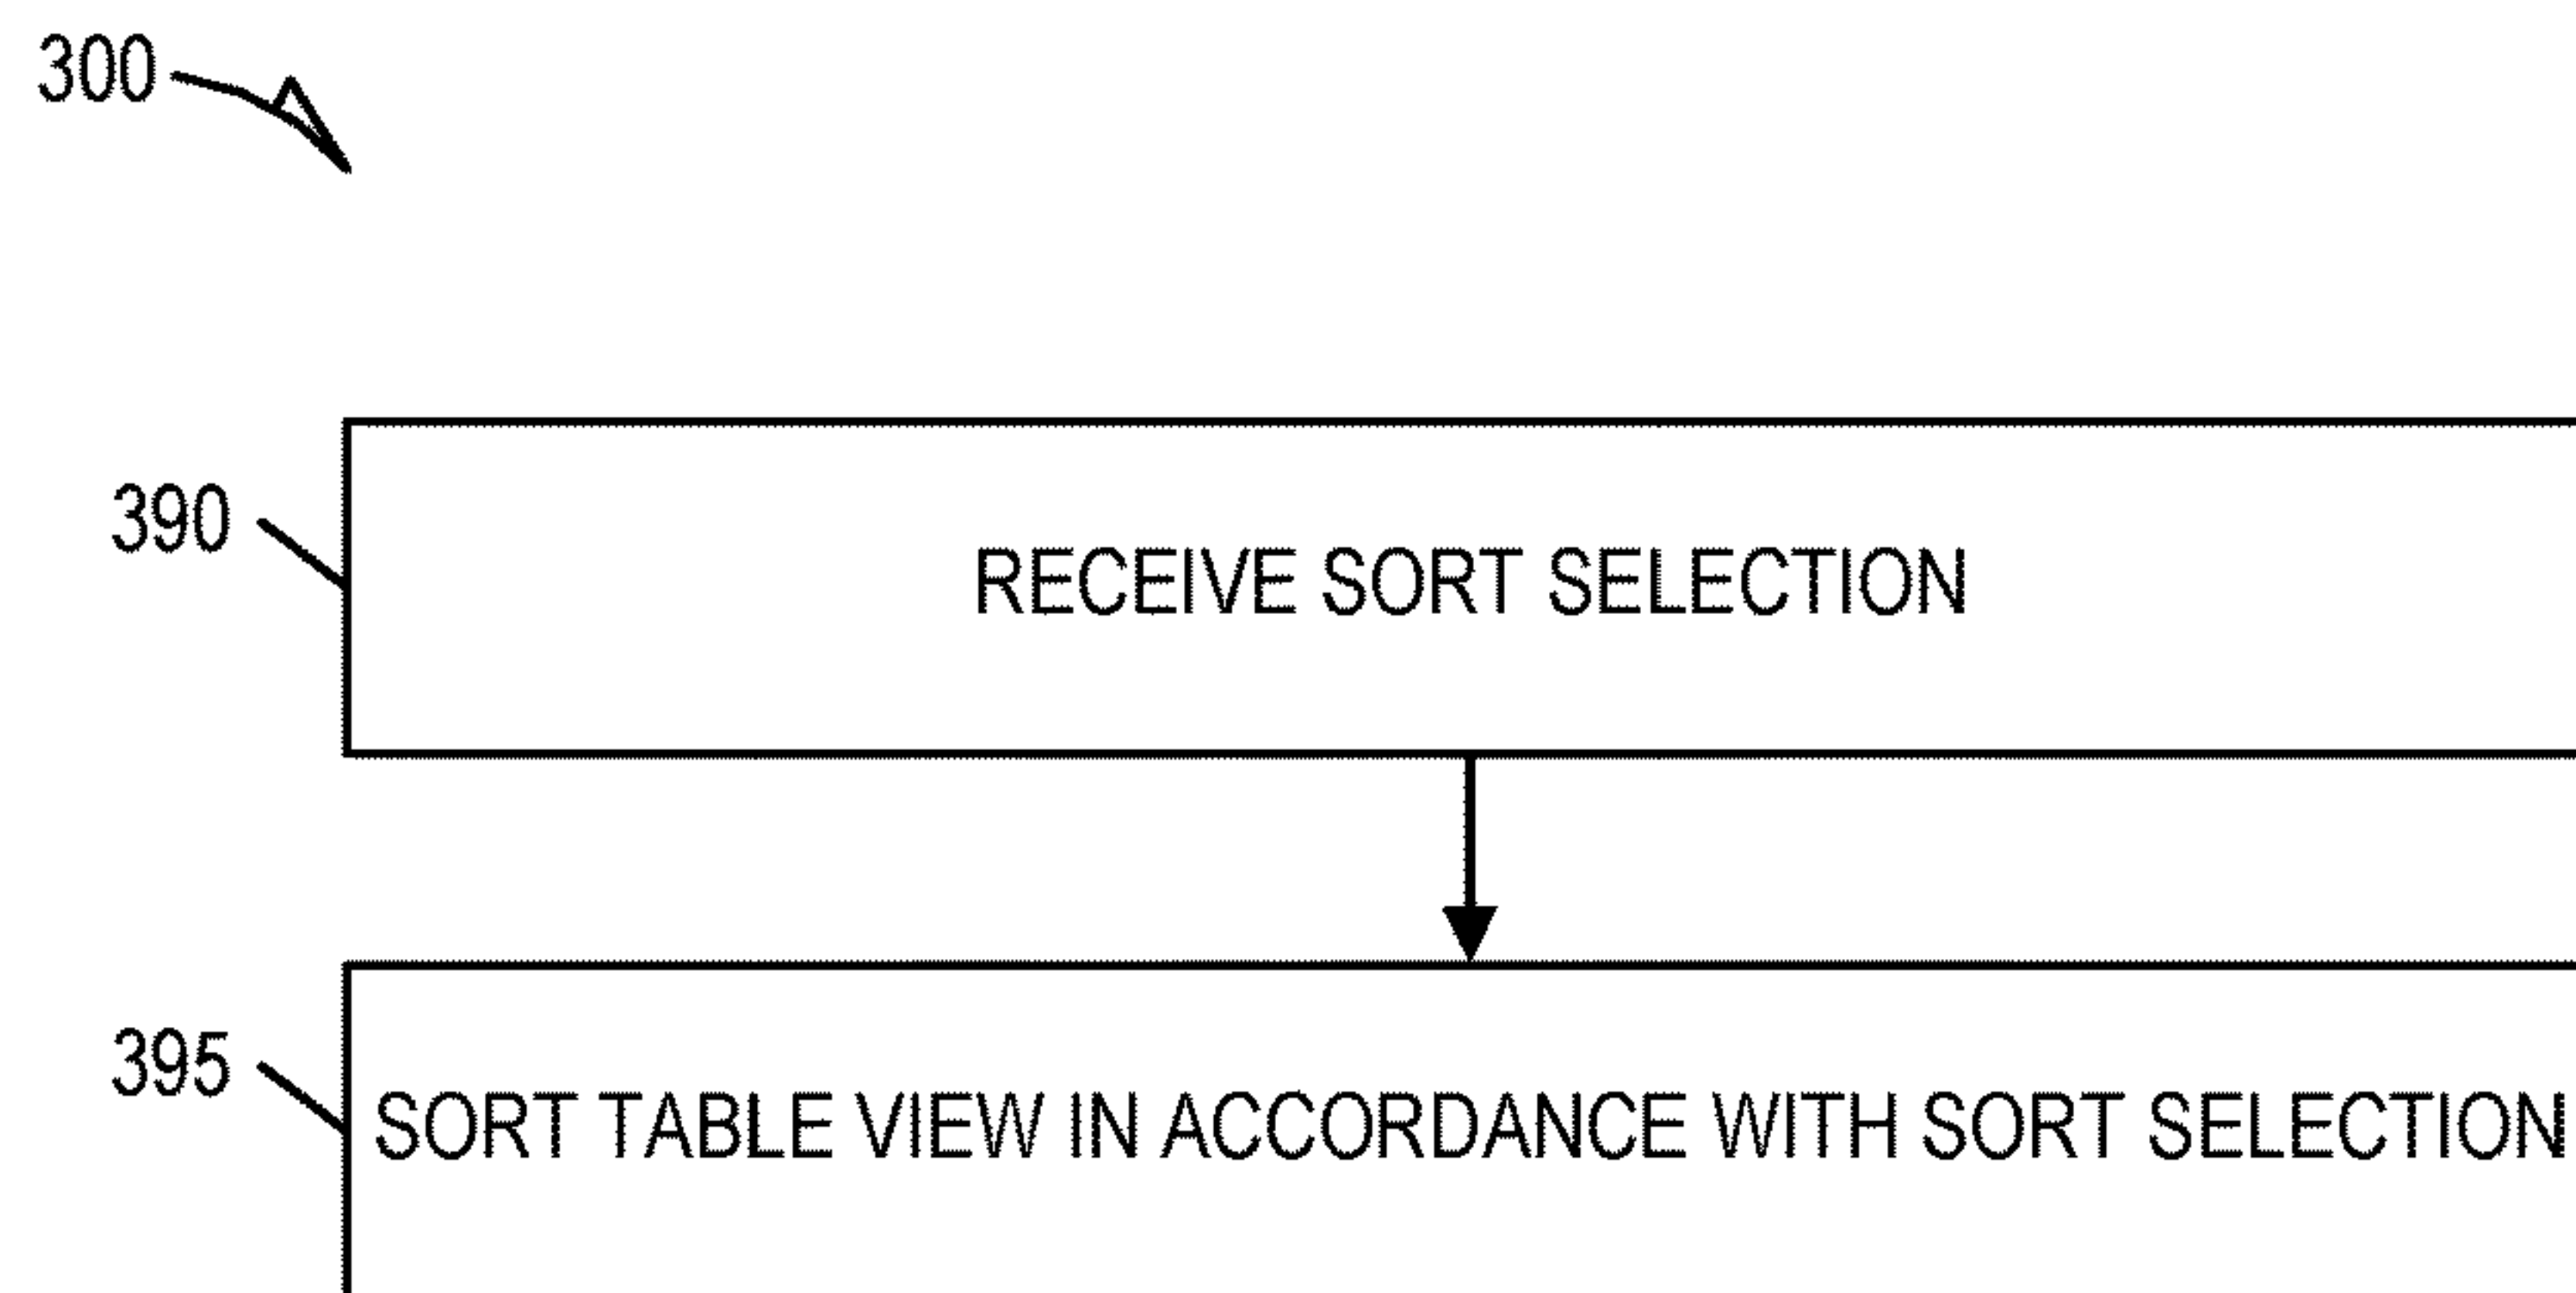 300
390
RECEIVE SORT SELECTION
395
SORT TABLE VIEW IN ACCORDANCE WITH SORT SELECTION